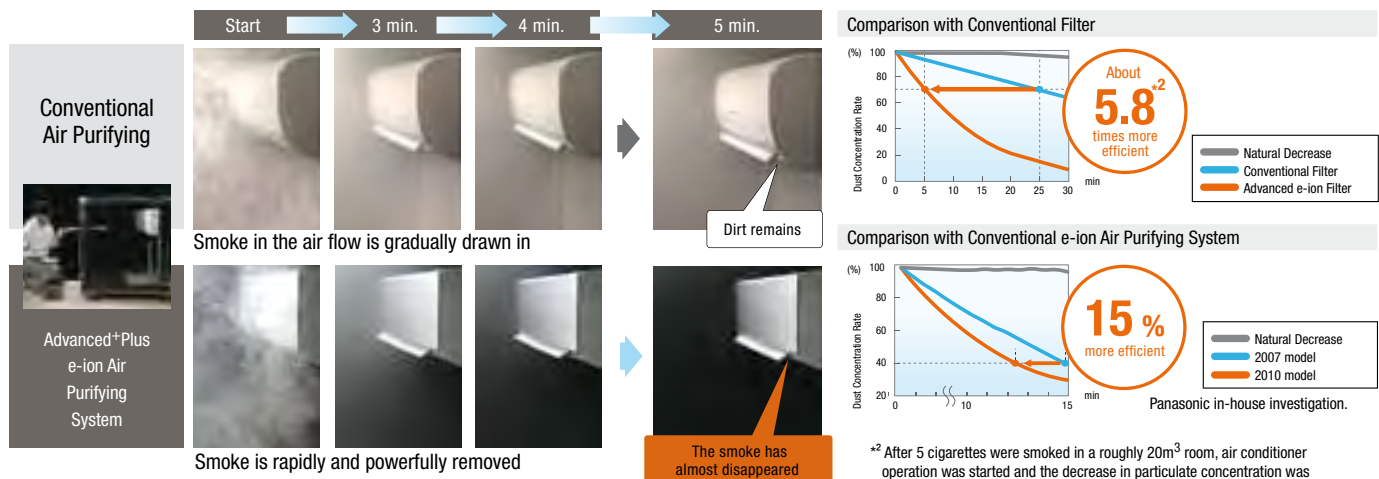 Start
3 min.
4 min.
5 min.
Conventional
Air Purifying
Smoke in the air flow is gradually drawn in
Dirt remains
Advanced+Plus
e-ion Air
Purifying
System
Smoke is rapidly and powerfully removed
The smoke has
almost disappeared
Comparison with Conventional Filter
(%)
100
80
60
40
20
0
Dust Concentration Rate
0 5 10 15 20 25 30
min
About
5.8*2
times more
efficient
Natural Decrease
Conventional Filter
Advanced e-ion Filter
Comparison with Conventional e-ion Air Purifying System
(%)
100
80
60
40
20
Dust Concentration Rate
0 10 15
min
15 %
more efficient
Natural Decrease
2007 model
2010 model
Panasonic in-house investigation.
*2 After 5 cigarettes were smoked in a roughly 20m³ room, air conditioner
operation was started and the decrease in particulate concentration was